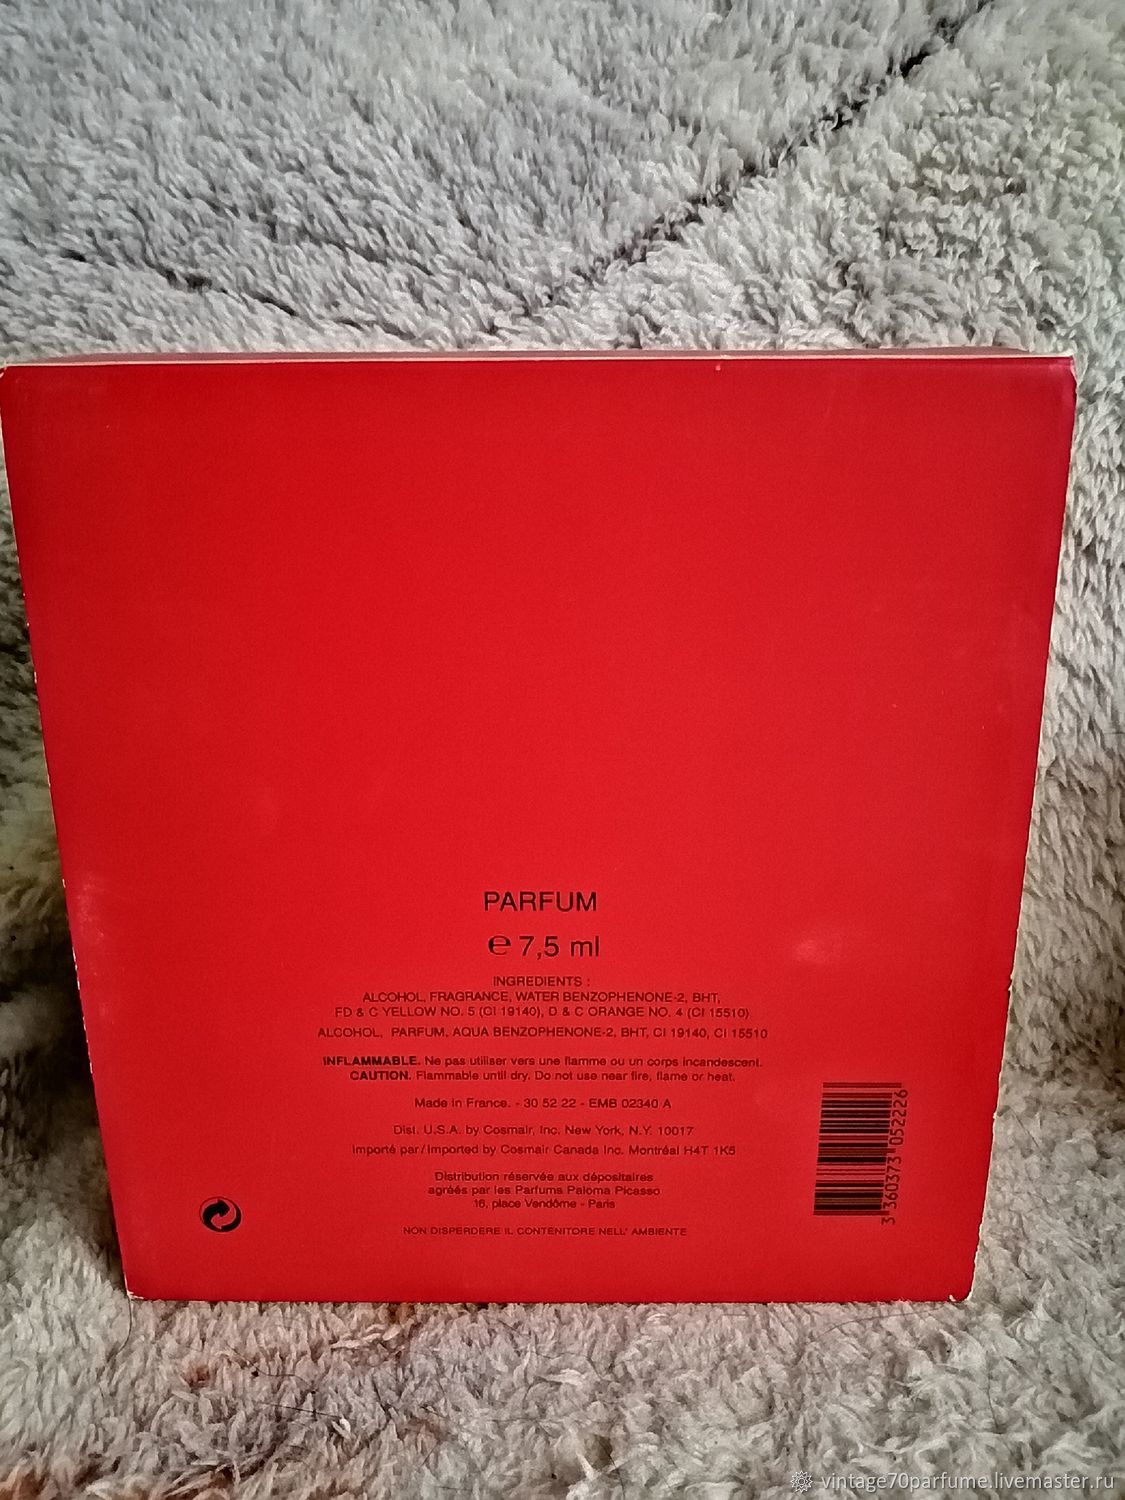 PARFUM
℮ 7,5 ml
INGREDIENTS :
ALCOHOL, FRAGRANCE, WATER BENZOPHENONE-2, BHT,
FD & C YELLOW NO. 5 (CI 19140), D & C ORANGE NO. 4 (CI 15510)
ALCOHOL, PARFUM, AQUA BENZOPHENONE-2, BHT, CI 19140, CI 15510
INFLAMMABLE. Ne pas utiliser vers une flamme ou un corps incandescent.
CAUTION. Flammable until dry. Do not use near fire, flame or heat.
Made in France. - 30 52 22 - EMB 02340 A
Dist. U.S.A. by Cosmair, Inc. New York, N.Y. 10017
Importé par / Imported by Cosmair Canada Inc. Montréal H4T 1K5
Distribution réservée aux dépositaires
agréés par les Parfums Paloma Picasso
16, place Vendôme - Paris
NON DISPERDERE IL CONTENITORE NELL' AMBIENTE
3 360373 052226
vintage70parfume.livemaster.ru